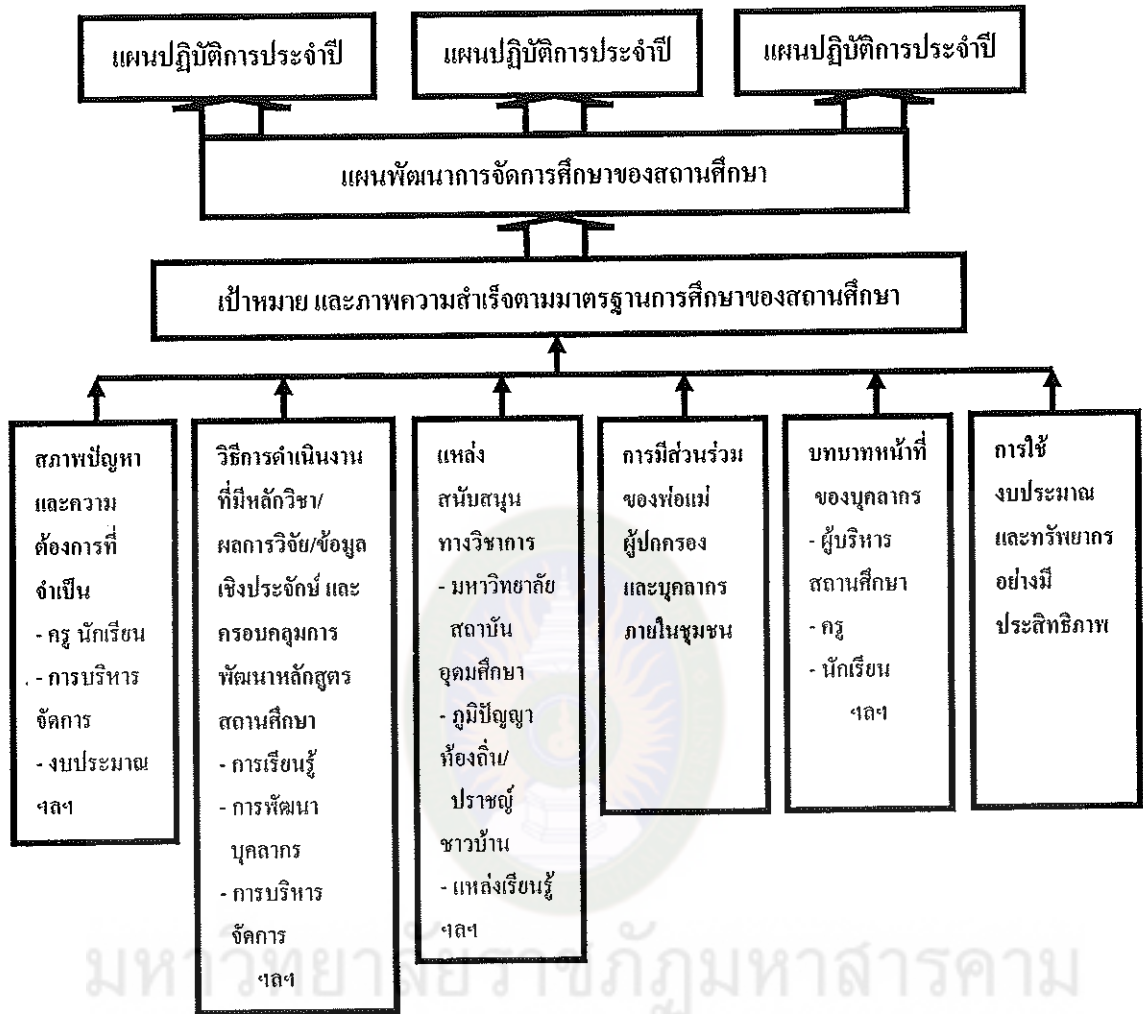 แผนปฏิบัติการประจำปี
แผนปฏิบัติการประจำปี
แผนปฏิบัติการประจำปี
แผนพัฒนาการจัดการศึกษาของสถานศึกษา
เป้าหมาย และภาพความสำเร็จตามมาตรฐานการศึกษาของสถานศึกษา
สภาพปัญหา
และความ
ต้องการที่
จำเป็น
- ครู นักเรียน
- การบริหาร
จัดการ
- งบประมาณ
ฯลฯ
วิธีการดำเนินงาน
ที่มีหลักวิชา/
ผลการวิจัย/ข้อมูล
เชิงประจักษ์ และ
ครอบคลุมการ
พัฒนาหลักสูตร
สถานศึกษา
- การเรียนรู้
- การพัฒนา
บุคลากร
- การบริหาร
จัดการ
ฯลฯ
แหล่ง
สนับสนุน
ทางวิชาการ
- มหาวิทยาลัย
สถาบัน
อุดมศึกษา
- ภูมิปัญญา
ท้องถิ่น/
ปราชญ์
ชาวบ้าน
- แหล่งเรียนรู้
ฯลฯ
การมีส่วนร่วม
ของพ่อแม่
ผู้ปกครอง
และบุคลากร
ภายในชุมชน
บทบาทหน้าที่
ของบุคลากร
- ผู้บริหาร
สถานศึกษา
- ครู
- นักเรียน
ฯลฯ
การใช้
งบประมาณ
และทรัพยากร
อย่างมี
ประสิทธิภาพ
มหาวิทยาลัยราชภัฏมหาสารคาม